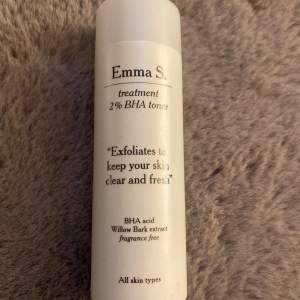 Emma S.
treatment
2% BHA toner
"Exfoliates to
keep your skin
clear and fresh"
BHA acid
Willow Bark extract
fragrance free
All skin types